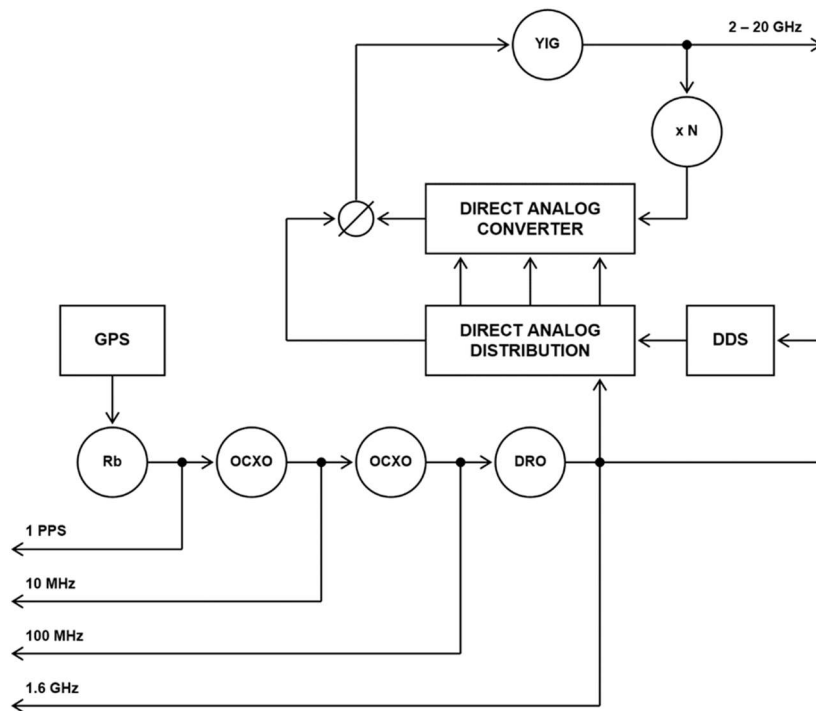 YIG
2 – 20 GHz
x N
DIRECT ANALOG
CONVERTER
GPS
DIRECT ANALOG
DISTRIBUTION
DDS
Rb
OCXO
OCXO
DRO
1 PPS
10 MHz
100 MHz
1.6 GHz